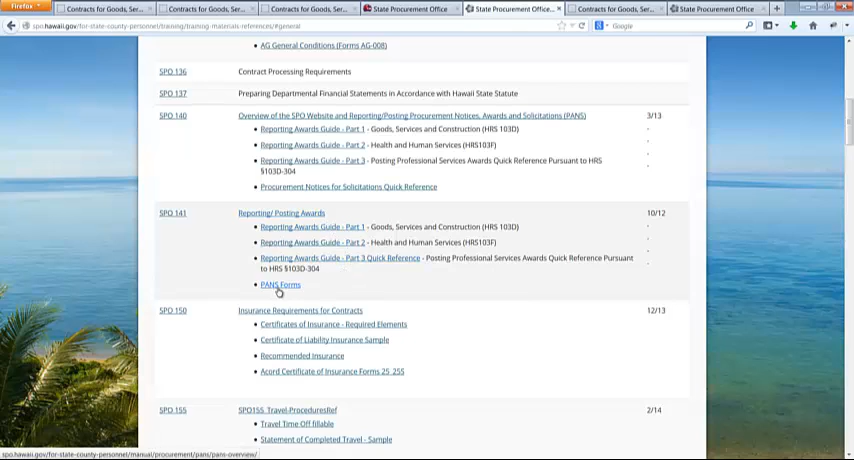 Firefox
Contracts for Goods, Ser...
Contracts for Goods, Ser...
Contracts for Goods, Ser...
State Procurement Office
State Procurement Office...
Contracts for Goods, Ser...
State Procurement Office
spo.hawaii.gov/for-state-county-personnel/training/training-materials-references/#general
Google
• AG General Conditions (Forms AG-008)
SPO 136 Contract Processing Requirements
SPO 137 Preparing Departmental Financial Statements in Accordance with Hawaii State Statute
SPO 140 Overview of the SPO Website and Reporting/Posting Procurement Notices, Awards and Solicitations (PANS) 3/13
• Reporting Awards Guide - Part 1 - Goods, Services and Construction (HRS 103D) -
• Reporting Awards Guide - Part 2 - Health and Human Services (HRS103F) -
• Reporting Awards Guide - Part 3 - Posting Professional Services Awards Quick Reference Pursuant to HRS -
§103D-304
• Procurement Notices for Solicitations Quick Reference
SPO 141 Reporting/ Posting Awards 10/12
• Reporting Awards Guide - Part 1 - Goods, Services and Construction (HRS 103D) -
• Reporting Awards Guide - Part 2 - Health and Human Services (HRS103F) -
• Reporting Awards Guide - Part 3 Quick Reference - Posting Professional Services Awards Quick Reference Pursuant -
to HRS §103D-304
• PANS Forms
SPO 150 Insurance Requirements for Contracts 12/13
• Certificates of Insurance - Required Elements
• Certificate of Liability Insurance Sample
• Recommended Insurance
• Acord Certificate of Insurance Forms 25_255
SPO 155 SPO155_Travel-ProceduresRef 2/14
• Travel Time Off fillable
• Statement of Completed Travel - Sample
spo.hawaii.gov/for-state-county-personnel/manual/procurement/pans/pans-overview/